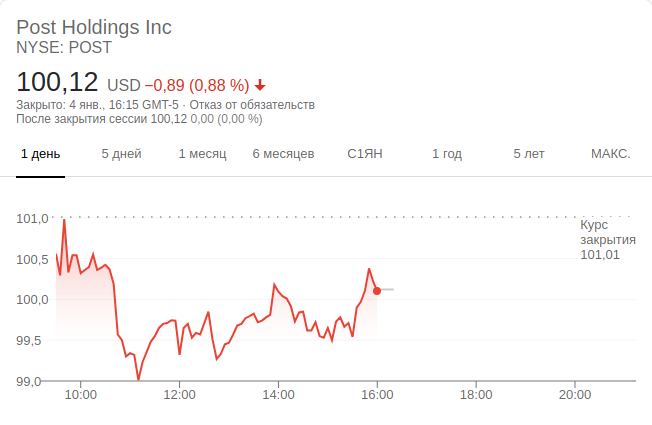 Post Holdings Inc
NYSE: POST
100,12 USD −0,89 (0,88 %)
Закрыто: 4 янв., 16:15 GMT-5 · Отказ от обязательств
После закрытия сессии 100,12 0,00 (0,00 %)
1 день 5 дней 1 месяц 6 месяцев С1ЯН 1 год 5 лет МАКС.
101,0
Курс
закрытия
101,01
100,5
100,0
99,5
99,0
10:00 12:00 14:00 16:00 18:00 20:00